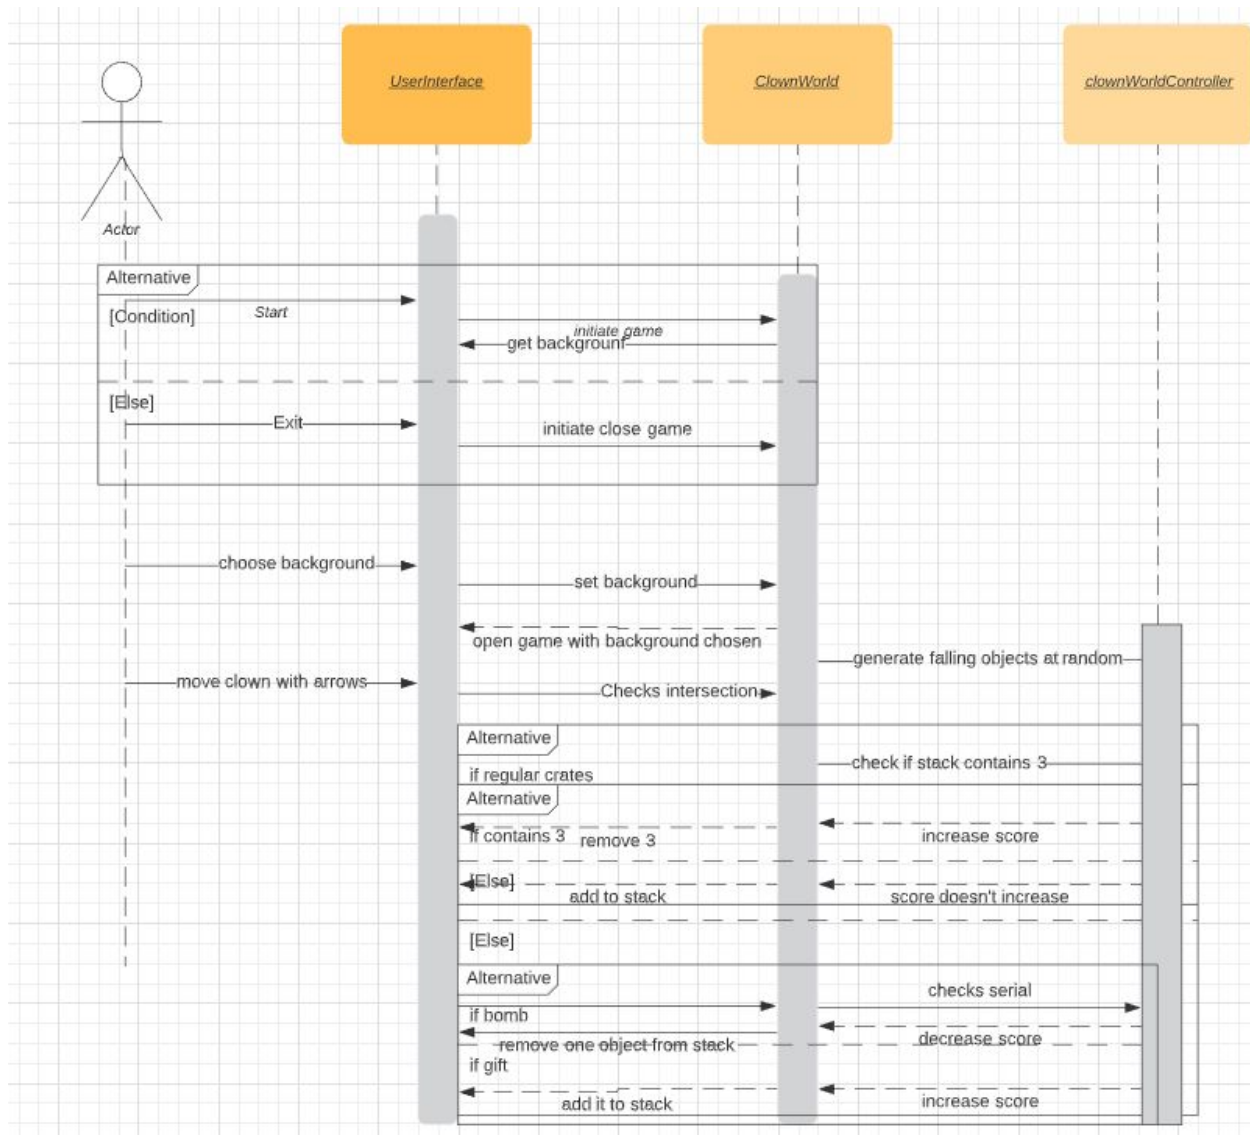 UserInterface
ClownWorld
clownWorldController
Actor
Alternative
[Condition]
Start
initiate game
get backgrounf
[Else]
Exit
initiate close game
choose background
set background
open game with background chosen
generate falling objects at random
move clown with arrows
Checks intersection
Alternative
if regular crates
check if stack contains 3
Alternative
if contains 3
remove 3
increase score
[Else]
add to stack
score doesn't increase
[Else]
Alternative
checks serial
if bomb
remove one object from stack
decrease score
if gift
add it to stack
increase score